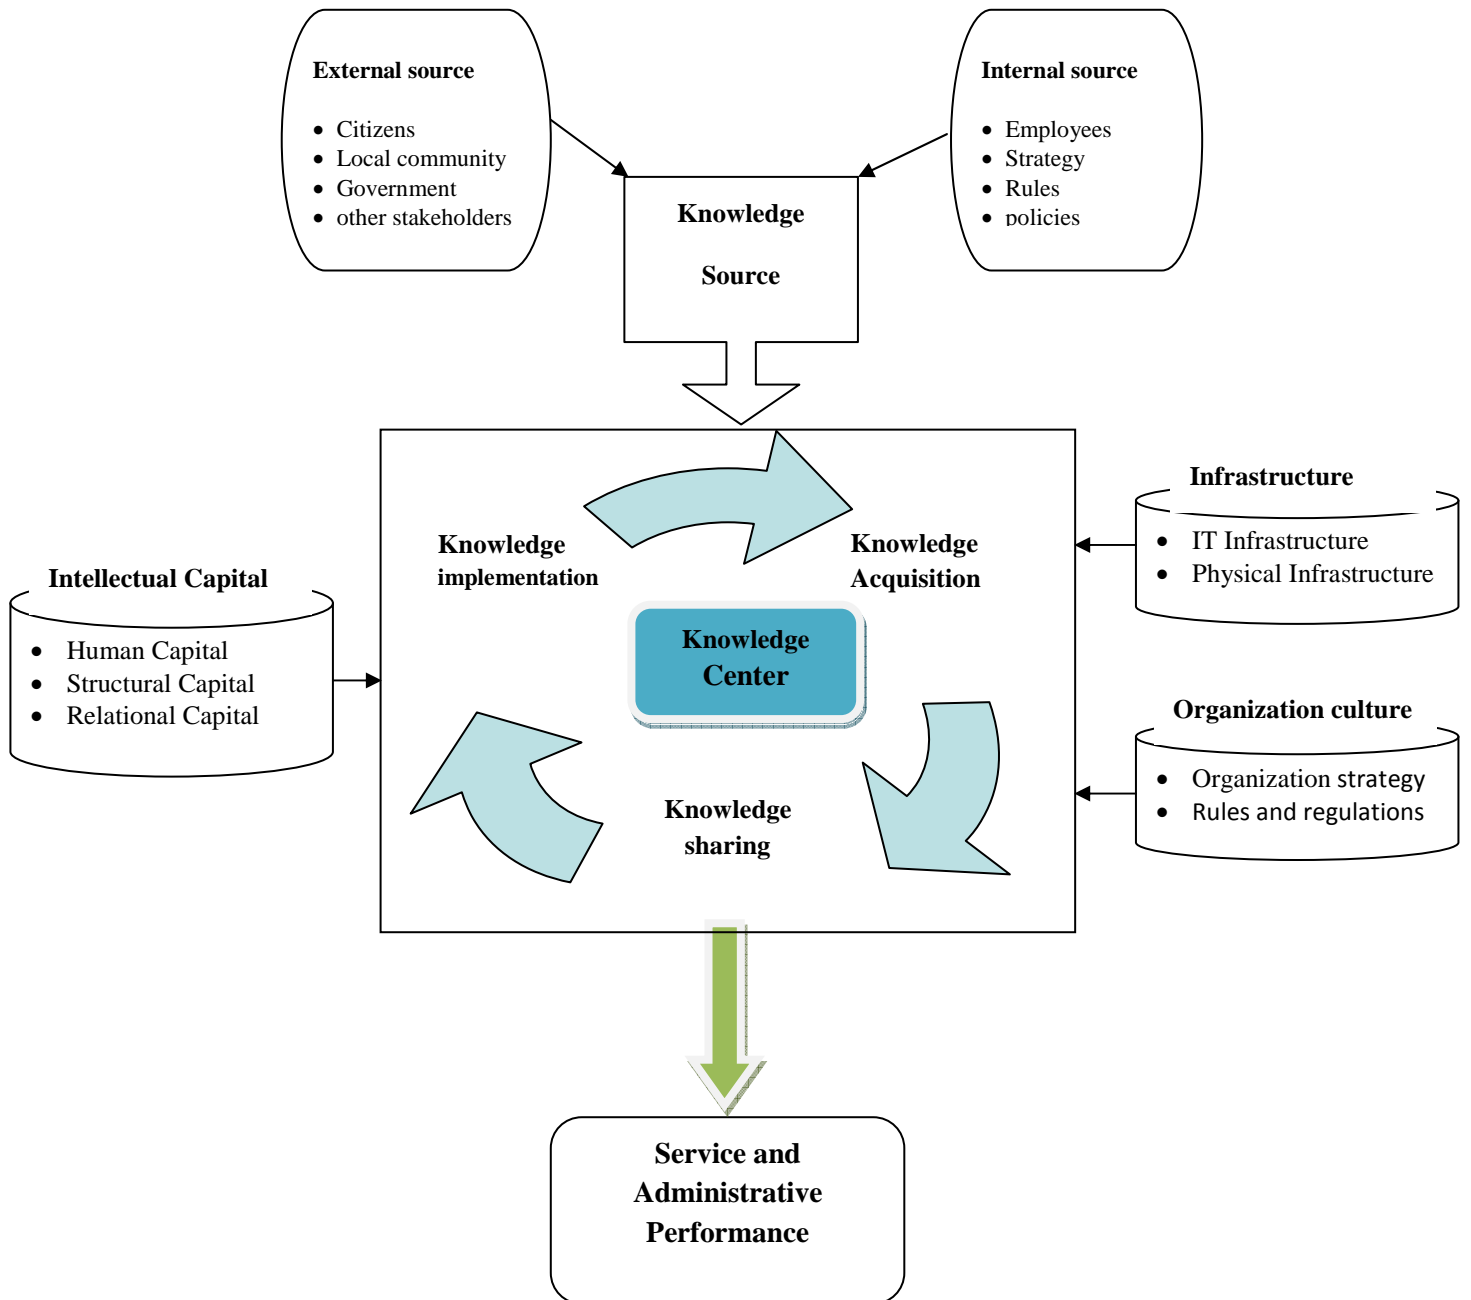 External source
• Citizens
• Local community
• Government
• other stakeholders
Internal source
• Employees
• Strategy
• Rules
• policies
Knowledge
Source
Infrastructure
• IT Infrastructure
• Physical Infrastructure
Knowledge
implementation
Knowledge
Acquisition
Intellectual Capital
• Human Capital
• Structural Capital
• Relational Capital
Knowledge
Center
Organization culture
• Organization strategy
• Rules and regulations
Knowledge
sharing
Service and
Administrative
Performance